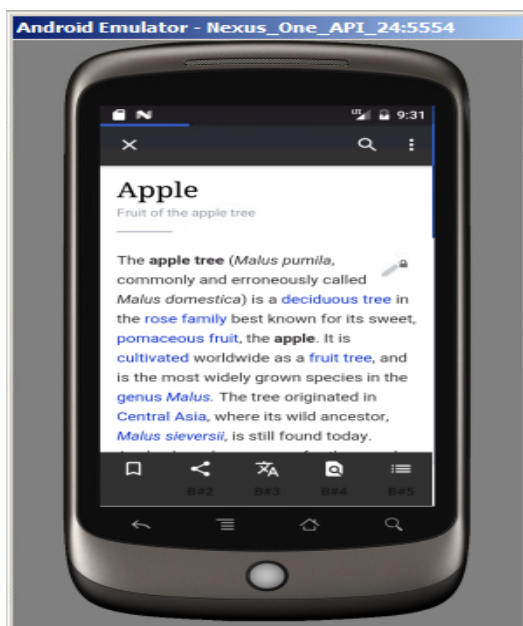 Android Emulator - Nexus_One_API_24:5554
LTE 9:31
Apple
Fruit of the apple tree
The apple tree (Malus pumila,
commonly and erroneously called
Malus domestica) is a deciduous tree in
the rose family best known for its sweet,
pomaceous fruit, the apple. It is
cultivated worldwide as a fruit tree, and
is the most widely grown species in the
genus Malus. The tree originated in
Central Asia, where its wild ancestor,
Malus sieversii, is still found today.
B#2 B#3 B#4 B#5